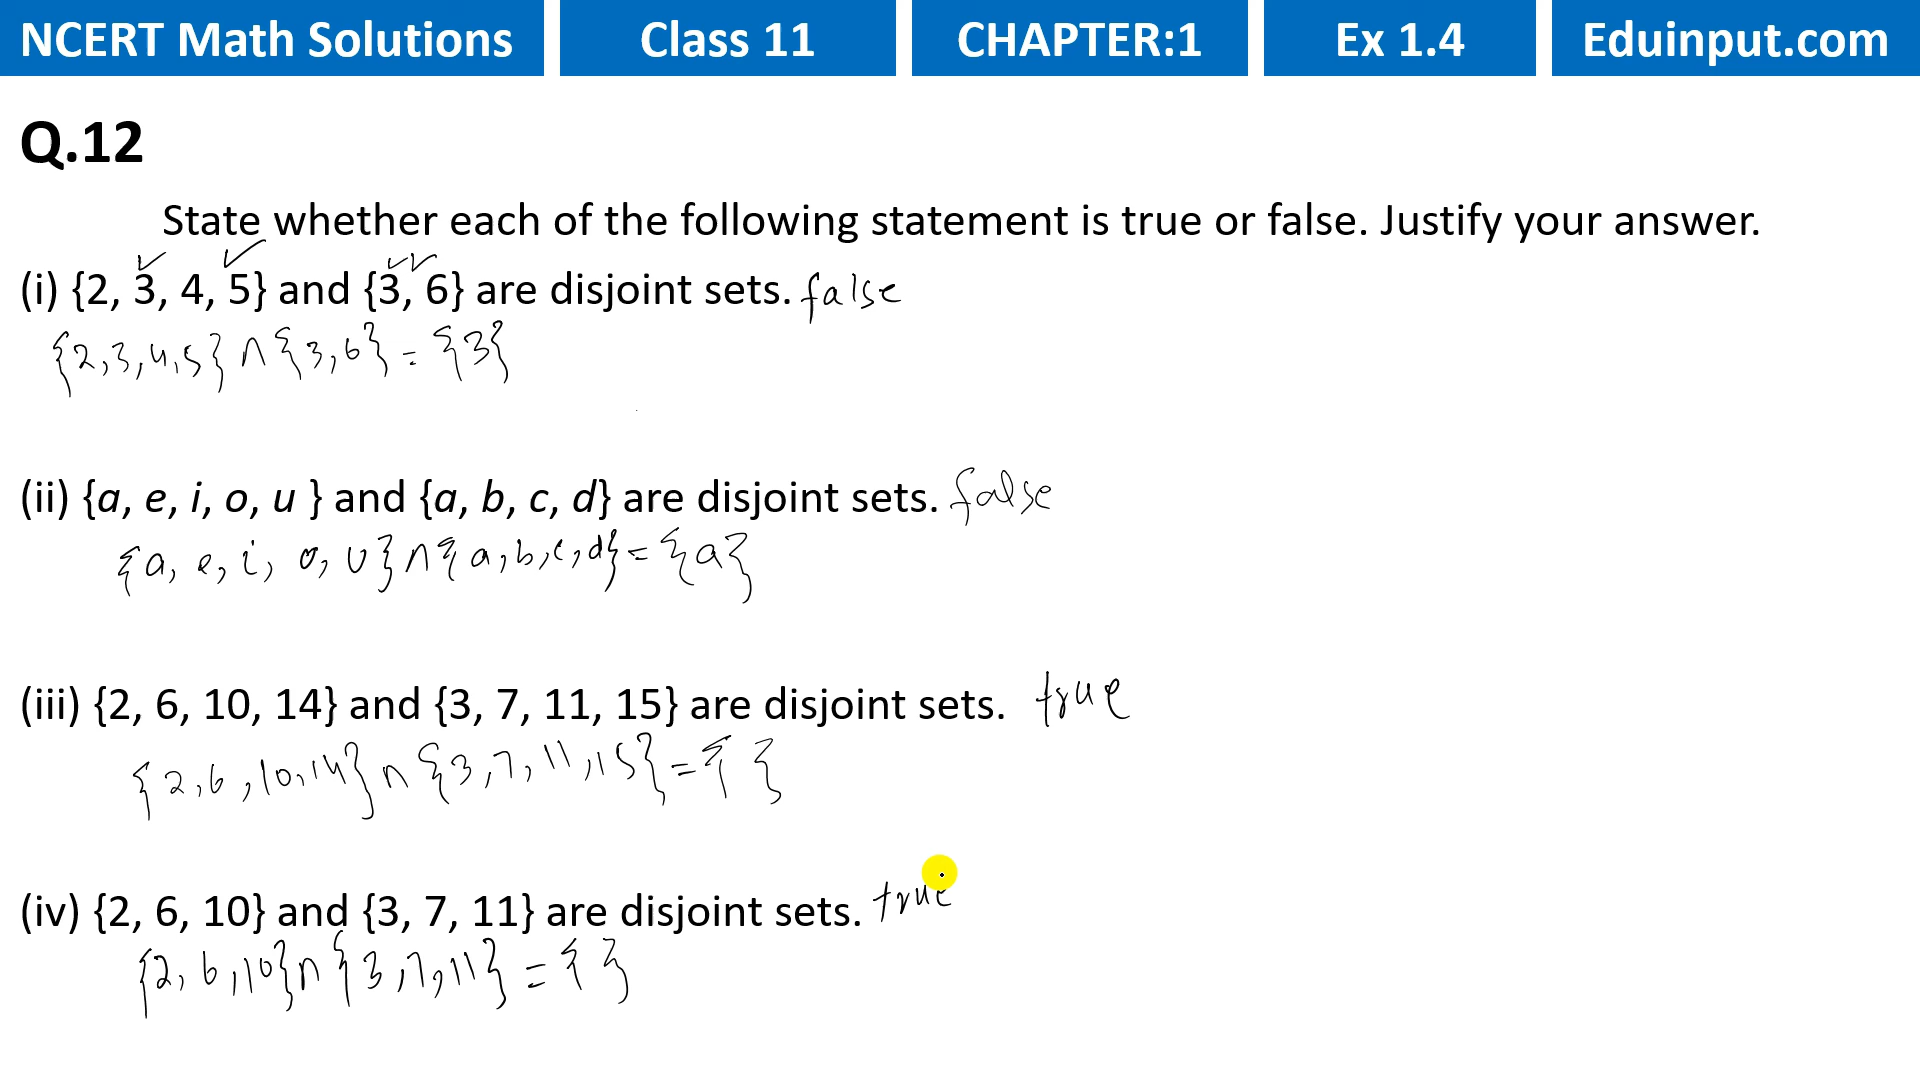 NCERT Math Solutions Class 11 CHAPTER:1 Ex 1.4 Eduinput.com
Q.12
State whether each of the following statement is true or false. Justify your answer.
(i) {2, 3, 4, 5} and {3, 6} are disjoint sets. false
{2,3,4,5} ∩ {3,6} = {3}
(ii) {a, e, i, o, u } and {a, b, c, d} are disjoint sets. false
{a, e, i, o, u} ∩ {a,b,c,d} = {a}
(iii) {2, 6, 10, 14} and {3, 7, 11, 15} are disjoint sets. true
{2,6,10,14} ∩ {3,7,11,15} = { }
(iv) {2, 6, 10} and {3, 7, 11} are disjoint sets. true
{2,6,10} ∩ {3,7,11} = { }